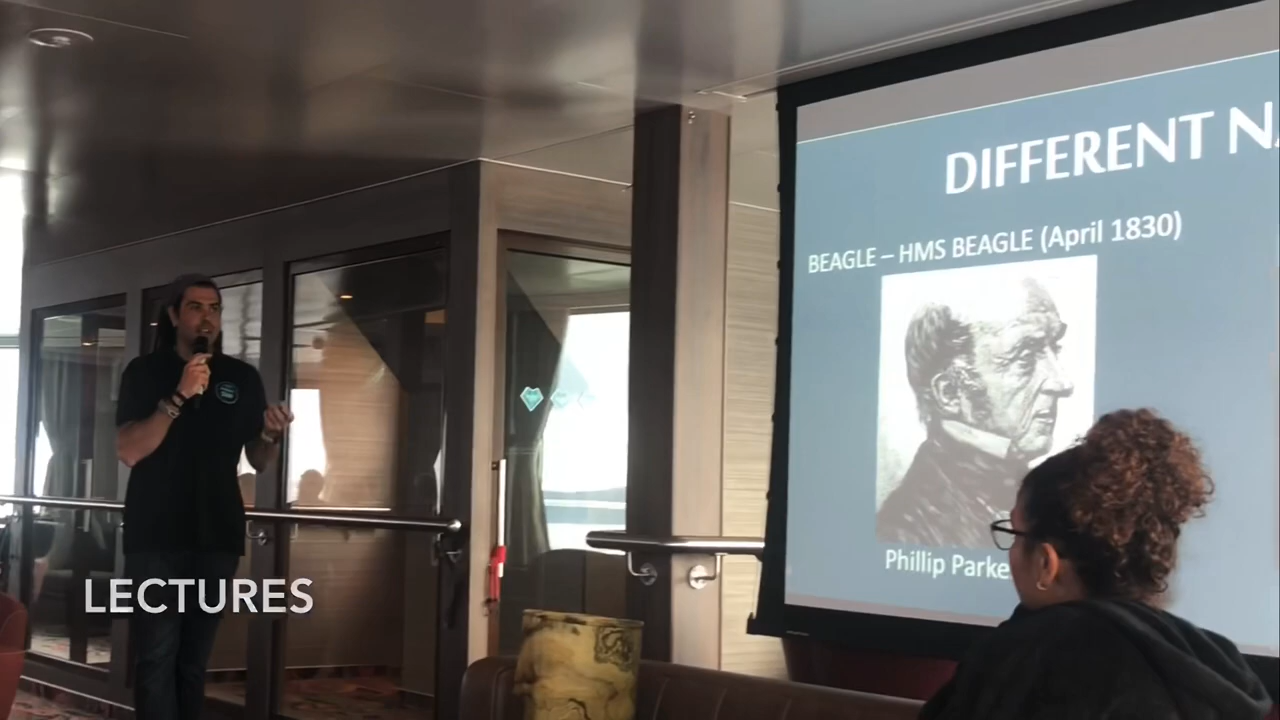 DIFFERENT N
BEAGLE – HMS BEAGLE (April 1830)
Phillip Parke
LECTURES